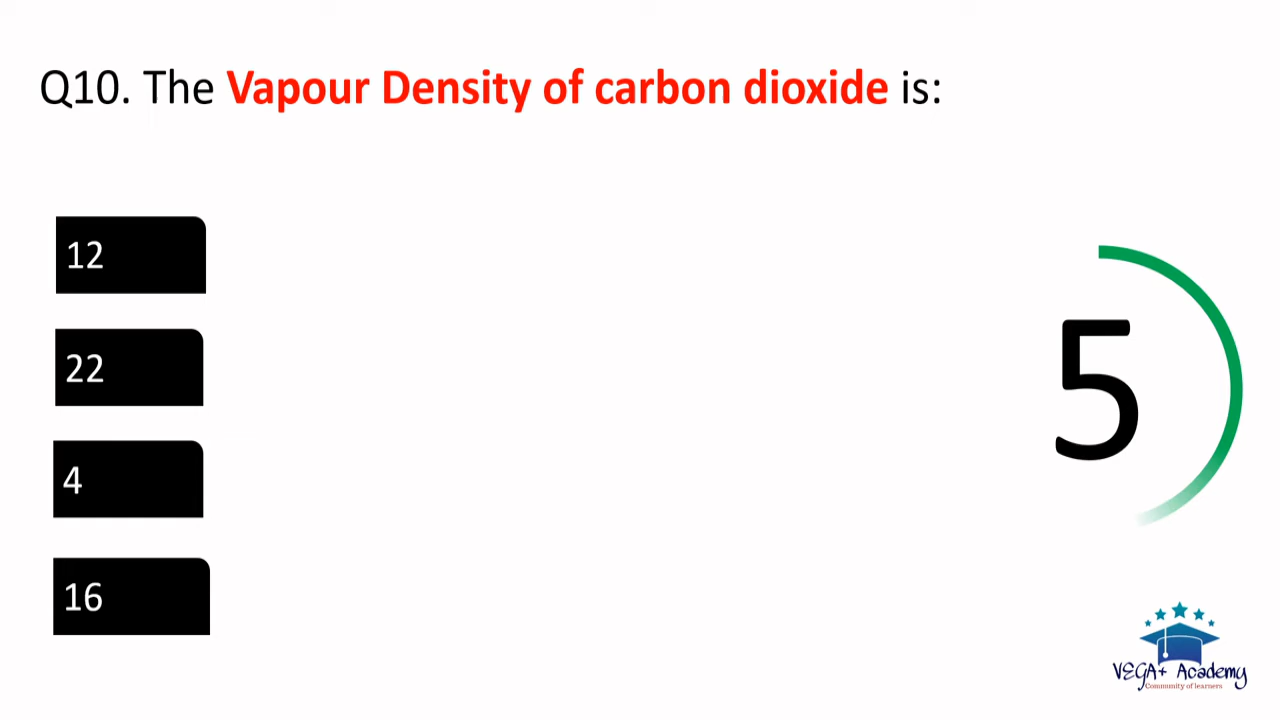 Q10. The Vapour Density of carbon dioxide is:
12
22
4
16
5
VEGA+ Academy
Community of learners